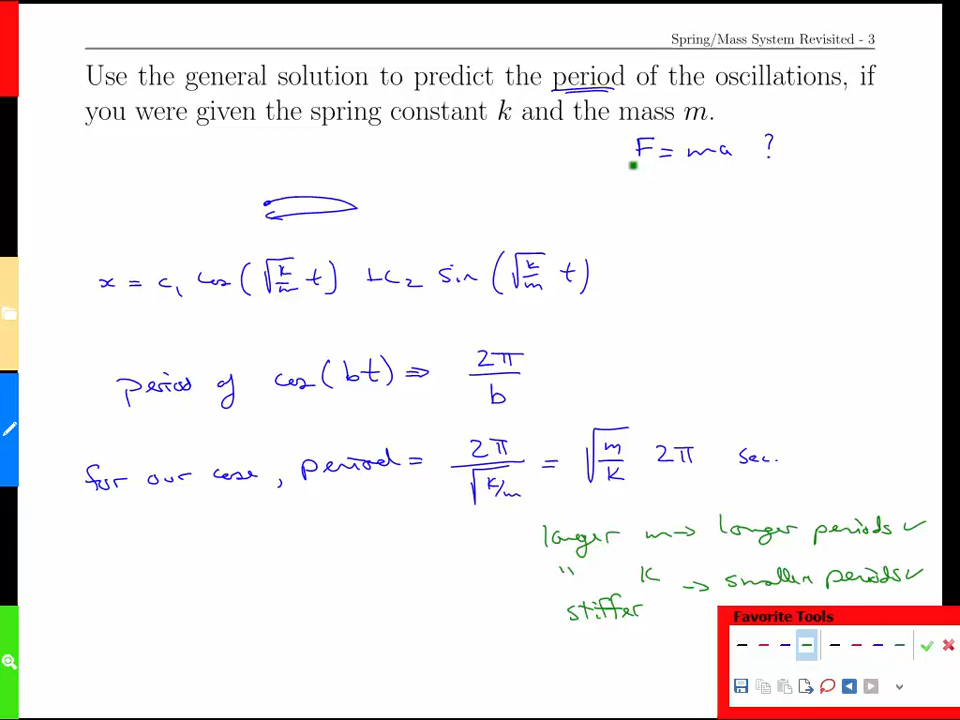 Spring/Mass System Revisited - 3
Use the general solution to predict the period of the oscillations, if
you were given the spring constant k and the mass m.
F = ma ?
x = c₁ cos(√(k/m) t) + c₂ sin(√(k/m) t)
period of cos(bt) ⇒ 2π/b
for our case, period = 2π/√(k/m) = √(m/k) 2π sec.
longer m → longer periods ✓
" k → smaller periods ✓
stiffer
Favorite Tools